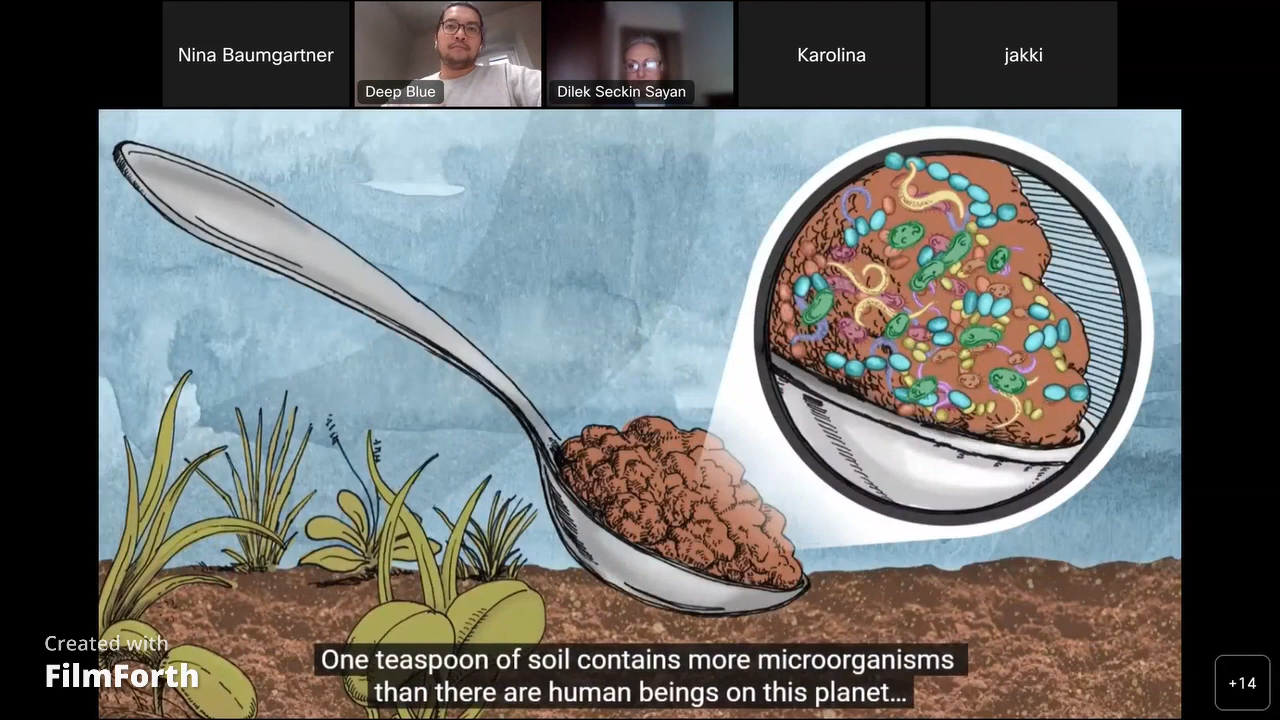 Nina Baumgartner
Deep Blue
Dilek Seckin Sayan
Karolina
jakki
One teaspoon of soil contains more microorganisms
than there are human beings on this planet...
Created with
FilmForth
+14